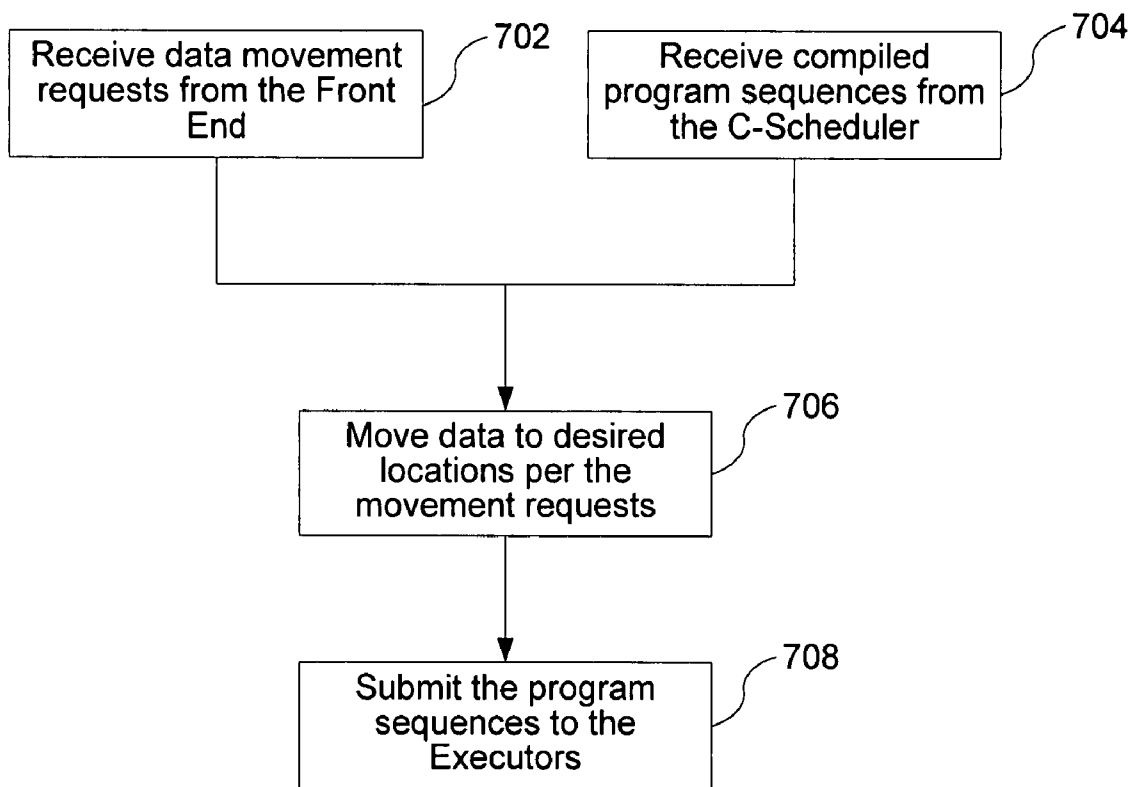 Receive data movement
requests from the Front
End
702
Receive compiled
program sequences from
the C-Scheduler
704
Move data to desired
locations per the
movement requests
706
Submit the program
sequences to the
Executors
708